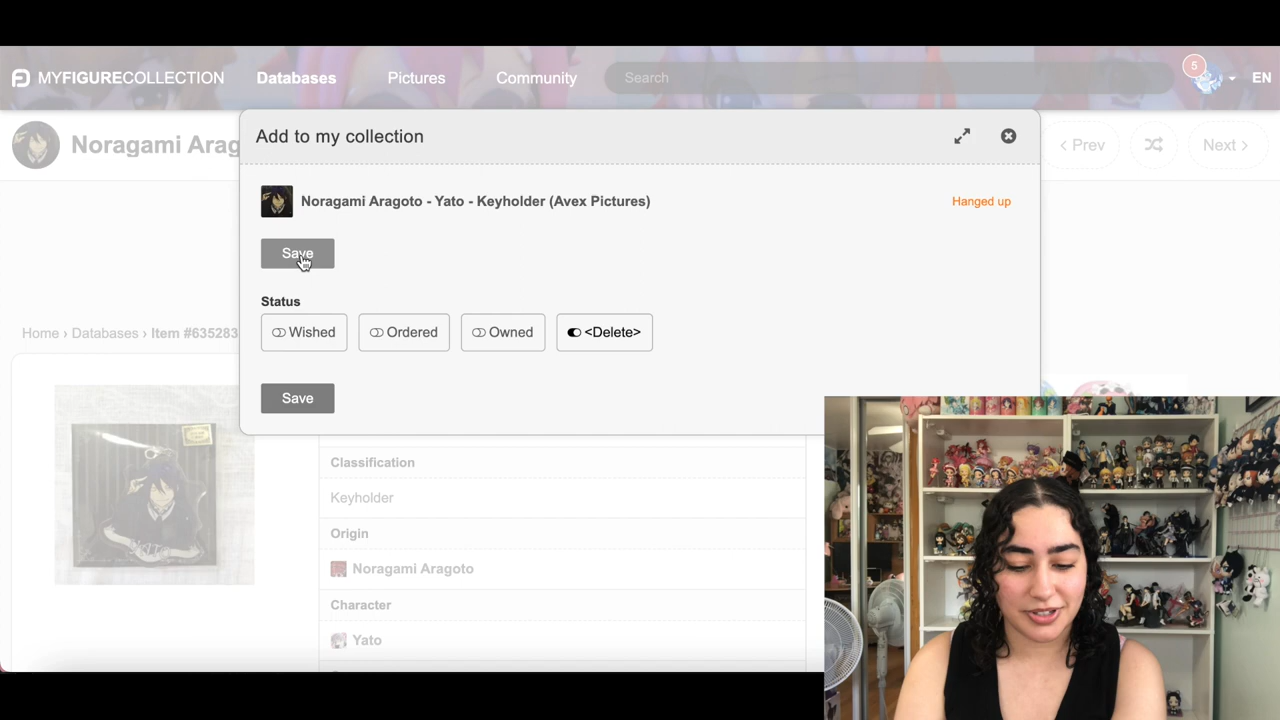 MYFIGURECOLLECTION
Databases
Pictures
Community
Search
5
EN
Noragami Arag
Add to my collection
< Prev
Next >
Noragami Aragoto - Yato - Keyholder (Avex Pictures)
Hanged up
Save
Status
Wished
Ordered
Owned
<Delete>
Home › Databases › Item #635283
Save
Classification
Keyholder
Origin
Noragami Aragoto
Character
Yato